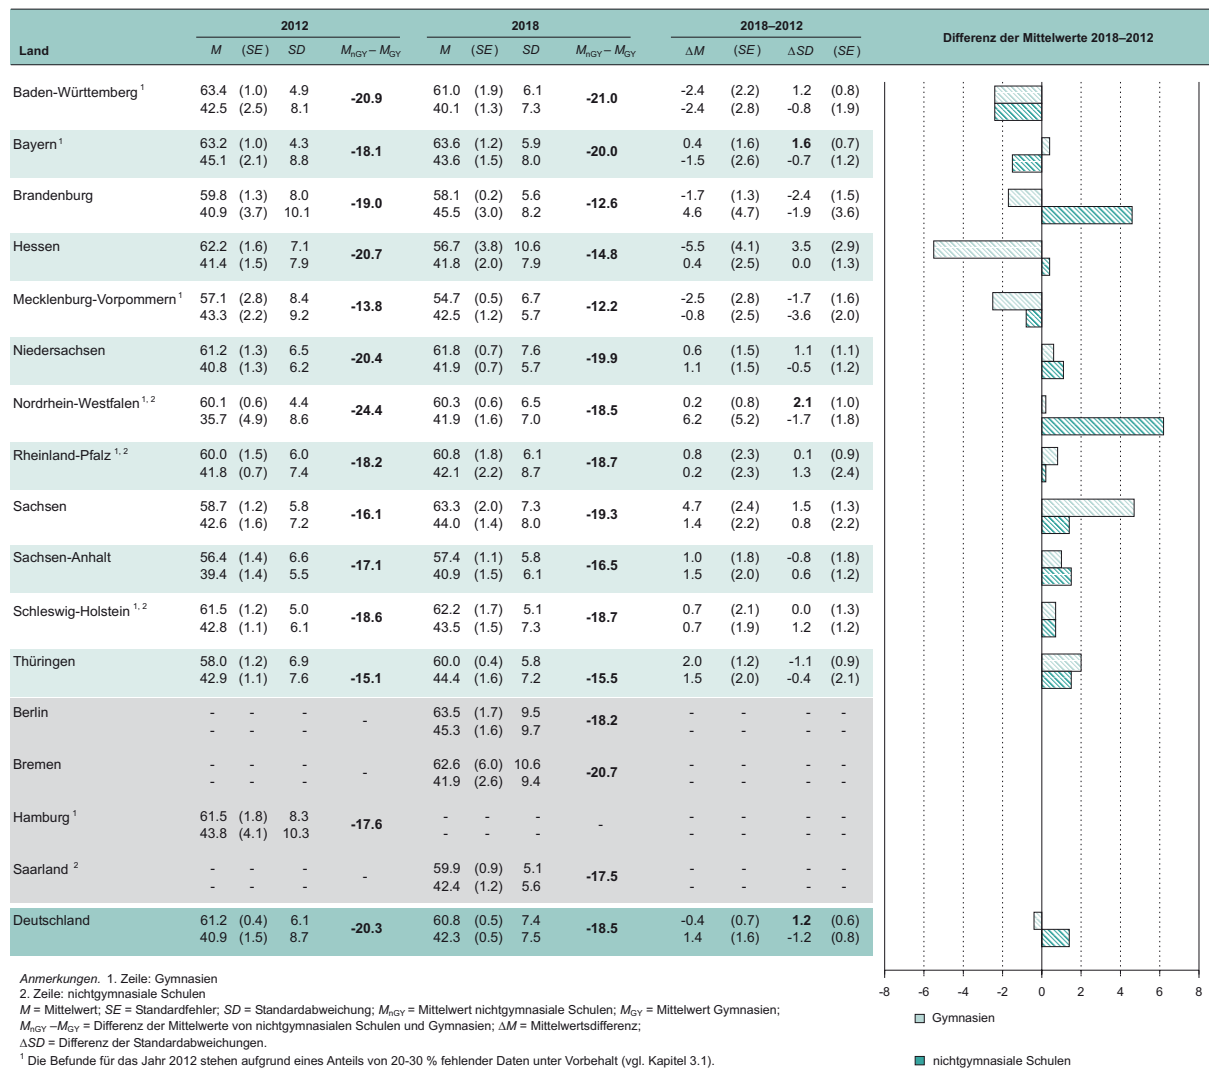 2012 2018 2018–2012
Land M (SE) SD MnGY – MGY M (SE) SD MnGY – MGY ΔM (SE) ΔSD (SE) Differenz der Mittelwerte 2018–2012
Baden-Württemberg 1 63.4 (1.0) 4.9 -20.9 61.0 (1.9) 6.1 -21.0 -2.4 (2.2) 1.2 (0.8)
42.5 (2.5) 8.1 40.1 (1.3) 7.3 -2.4 (2.8) -0.8 (1.9)
Bayern 1 63.2 (1.0) 4.3 -18.1 63.6 (1.2) 5.9 -20.0 0.4 (1.6) 1.6 (0.7)
45.1 (2.1) 8.8 43.6 (1.5) 8.0 -1.5 (2.6) -0.7 (1.2)
Brandenburg 59.8 (1.3) 8.0 -19.0 58.1 (0.2) 5.6 -12.6 -1.7 (1.3) -2.4 (1.5)
40.9 (3.7) 10.1 45.5 (3.0) 8.2 4.6 (4.7) -1.9 (3.6)
Hessen 62.2 (1.6) 7.1 -20.7 56.7 (3.8) 10.6 -14.8 -5.5 (4.1) 3.5 (2.9)
41.4 (1.5) 7.9 41.8 (2.0) 7.9 0.4 (2.5) 0.0 (1.3)
Mecklenburg-Vorpommern 1 57.1 (2.8) 8.4 -13.8 54.7 (0.5) 6.7 -12.2 -2.5 (2.8) -1.7 (1.6)
43.3 (2.2) 9.2 42.5 (1.2) 5.7 -0.8 (2.5) -3.6 (2.0)
Niedersachsen 61.2 (1.3) 6.5 -20.4 61.8 (0.7) 7.6 -19.9 0.6 (1.5) 1.1 (1.1)
40.8 (1.3) 6.2 41.9 (0.7) 5.7 1.1 (1.5) -0.5 (1.2)
Nordrhein-Westfalen 1, 2 60.1 (0.6) 4.4 -24.4 60.3 (0.6) 6.5 -18.5 0.2 (0.8) 2.1 (1.0)
35.7 (4.9) 8.6 41.9 (1.6) 7.0 6.2 (5.2) -1.7 (1.8)
Rheinland-Pfalz 1, 2 60.0 (1.5) 6.0 -18.2 60.8 (1.8) 6.1 -18.7 0.8 (2.3) 0.1 (0.9)
41.8 (0.7) 7.4 42.1 (2.2) 8.7 0.2 (2.3) 1.3 (2.4)
Sachsen 58.7 (1.2) 5.8 -16.1 63.3 (2.0) 7.3 -19.3 4.7 (2.4) 1.5 (1.3)
42.6 (1.6) 7.2 44.0 (1.4) 8.0 1.4 (2.2) 0.8 (2.2)
Sachsen-Anhalt 56.4 (1.4) 6.6 -17.1 57.4 (1.1) 5.8 -16.5 1.0 (1.8) -0.8 (1.8)
39.4 (1.4) 5.5 40.9 (1.5) 6.1 1.5 (2.0) 0.6 (1.2)
Schleswig-Holstein 1, 2 61.5 (1.2) 5.0 -18.6 62.2 (1.7) 5.1 -18.7 0.7 (2.1) 0.0 (1.3)
42.8 (1.1) 6.1 43.5 (1.5) 7.3 0.7 (1.9) 1.2 (1.2)
Thüringen 58.0 (1.2) 6.9 60.0 (0.4) 5.8 2.0 (1.2) -1.1 (0.9)
42.9 (1.1) 7.6 -15.1 44.4 (1.6) 7.2 -15.5 1.5 (2.0) -0.4 (2.1)
Berlin - - - - 63.5 (1.7) 9.5 -18.2 - - - -
- - - 45.3 (1.6) 9.7 - - - -
Bremen - - - - 62.6 (6.0) 10.6 -20.7 - - - -
- - - 41.9 (2.6) 9.4 - - - -
Hamburg 1 61.5 (1.8) 8.3 -17.6 - - - - - - - -
43.8 (4.1) 10.3 - - - - - - -
Saarland 2 - - - - 59.9 (0.9) 5.1 -17.5 - - - -
- - - 42.4 (1.2) 5.6 - - - -
Deutschland 61.2 (0.4) 6.1 -20.3 60.8 (0.5) 7.4 -18.5 -0.4 (0.7) 1.2 (0.6)
40.9 (1.5) 8.7 42.3 (0.5) 7.5 1.4 (1.6) -1.2 (0.8)
-8 -6 -4 -2 0 2 4 6 8
Gymnasien
nichtgymnasiale Schulen
Anmerkungen. 1. Zeile: Gymnasien
2. Zeile: nichtgymnasiale Schulen
M = Mittelwert; SE = Standardfehler; SD = Standardabweichung; MnGY = Mittelwert nichtgymnasiale Schulen; MGY = Mittelwert Gymnasien;
MnGY –MGY = Differenz der Mittelwerte von nichtgymnasialen Schulen und Gymnasien; ΔM = Mittelwertsdifferenz;
ΔSD = Differenz der Standardabweichungen.
1 Die Befunde für das Jahr 2012 stehen aufgrund eines Anteils von 20-30 % fehlender Daten unter Vorbehalt (vgl. Kapitel 3.1).